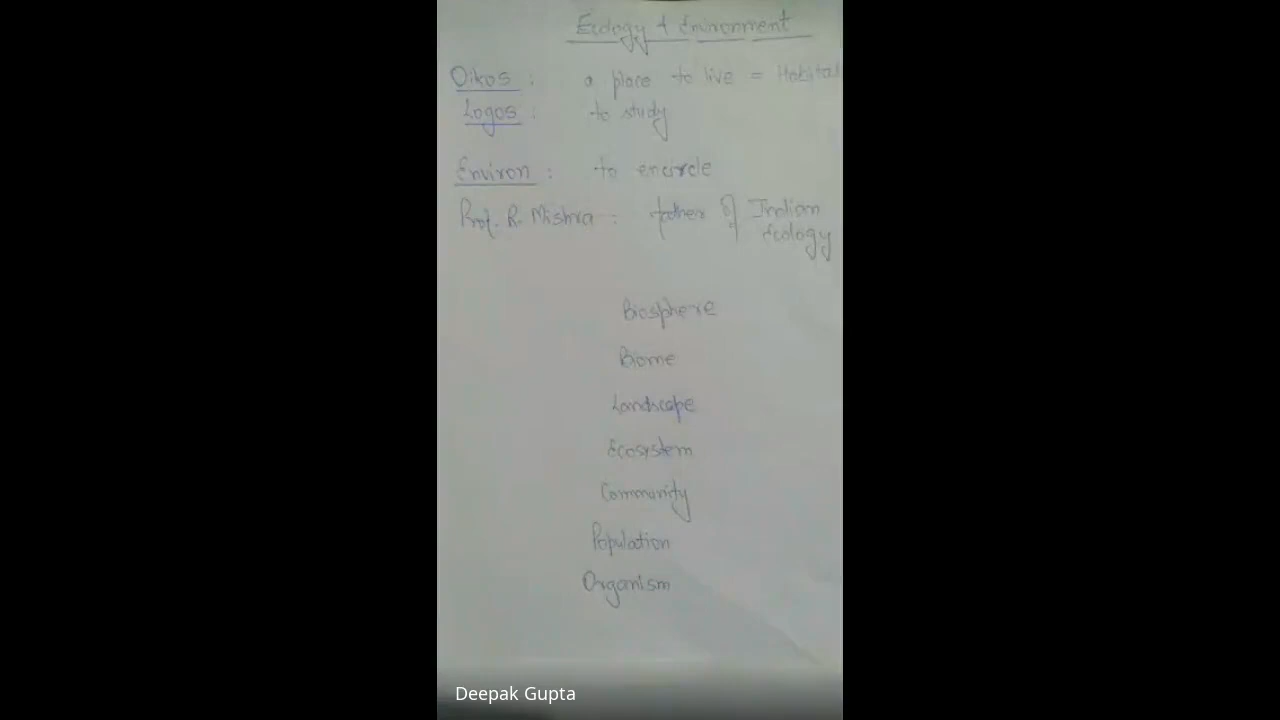 Ecology & Environment
Oikos : a place to live = Habitat
Logos : to study
Environ : to encircle
Prof. R. Mishra : father of Indian
Ecology
Biosphere
Biome
Landscape
Ecosystem
Community
Population
Organism
Deepak Gupta